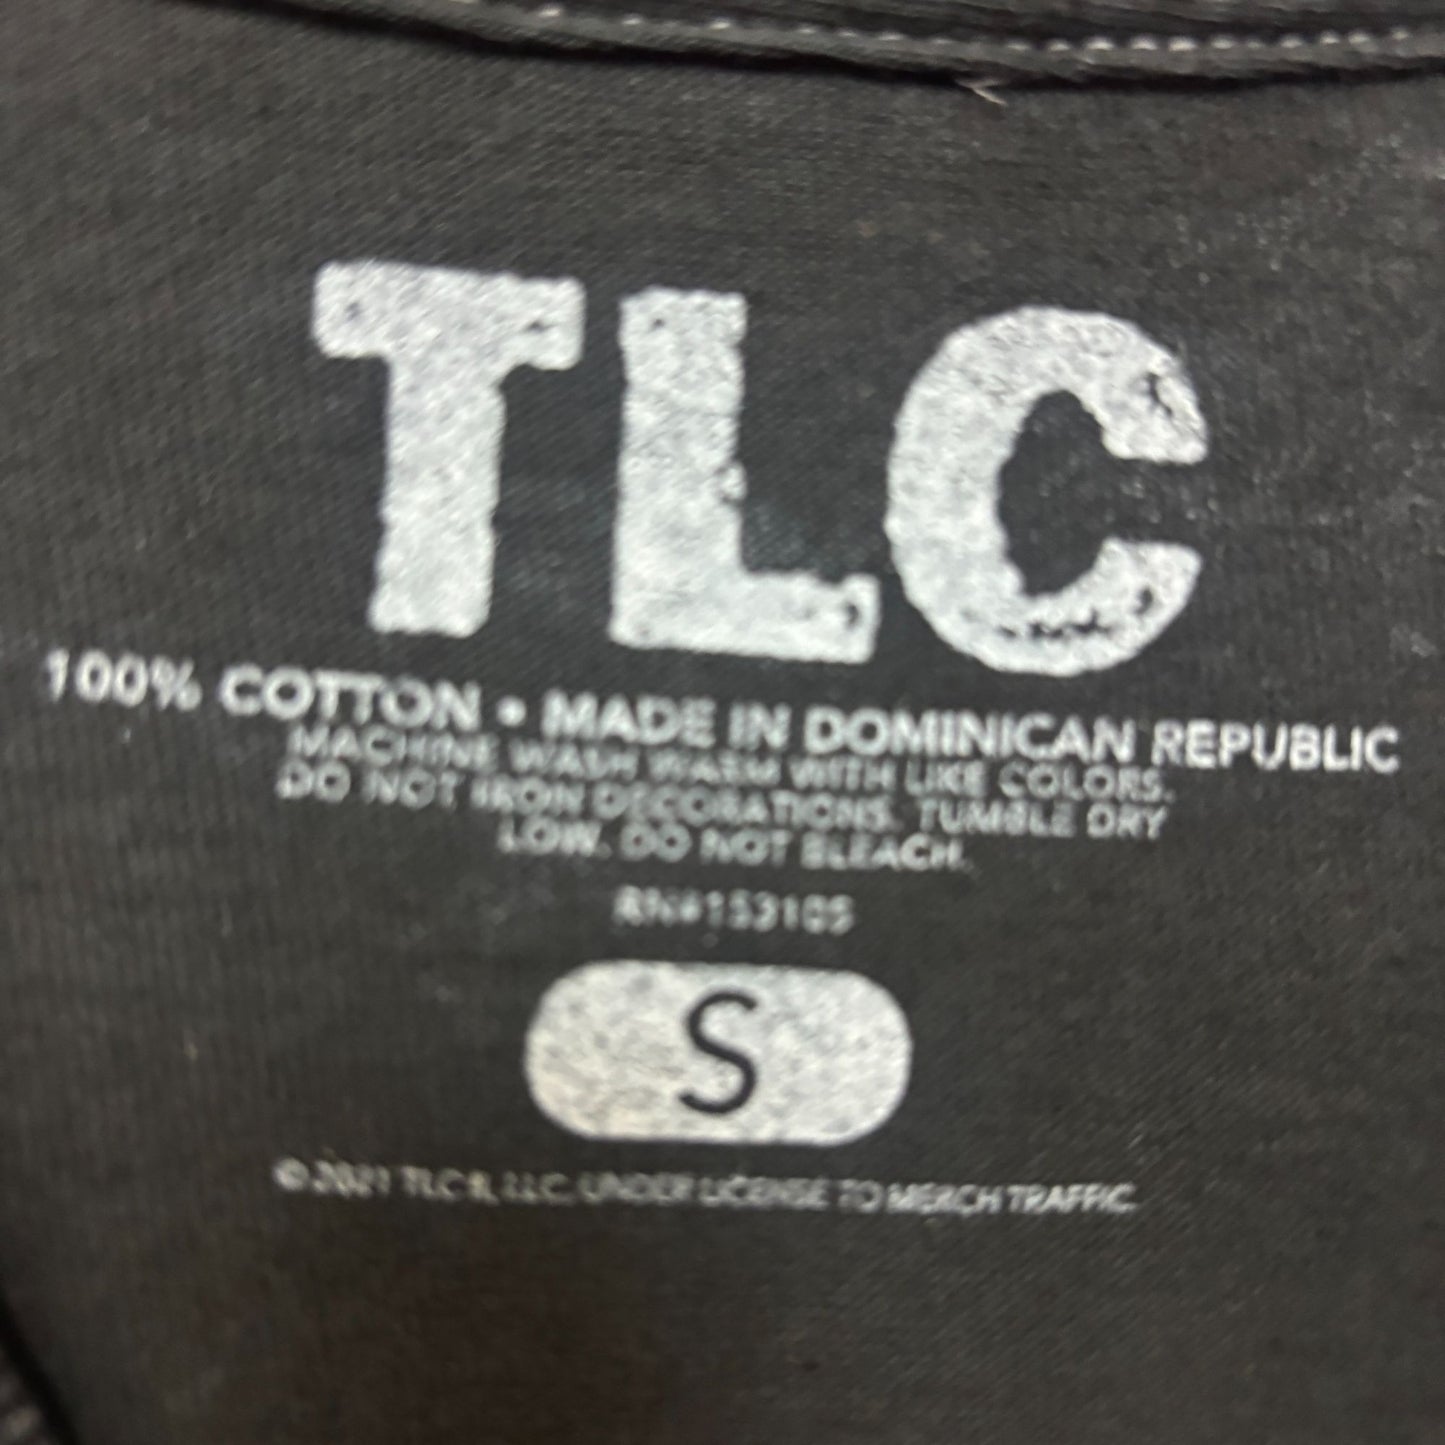 TLC
100% COTTON • MADE IN DOMINICAN REPUBLIC
MACHINE WASH WARM WITH LIKE COLORS.
DO NOT IRON DECORATIONS. TUMBLE DRY
LOW. DO NOT BLEACH.
RN#153105
S
© 2021 TLC II, LLC. UNDER LICENSE TO MERCH TRAFFIC.